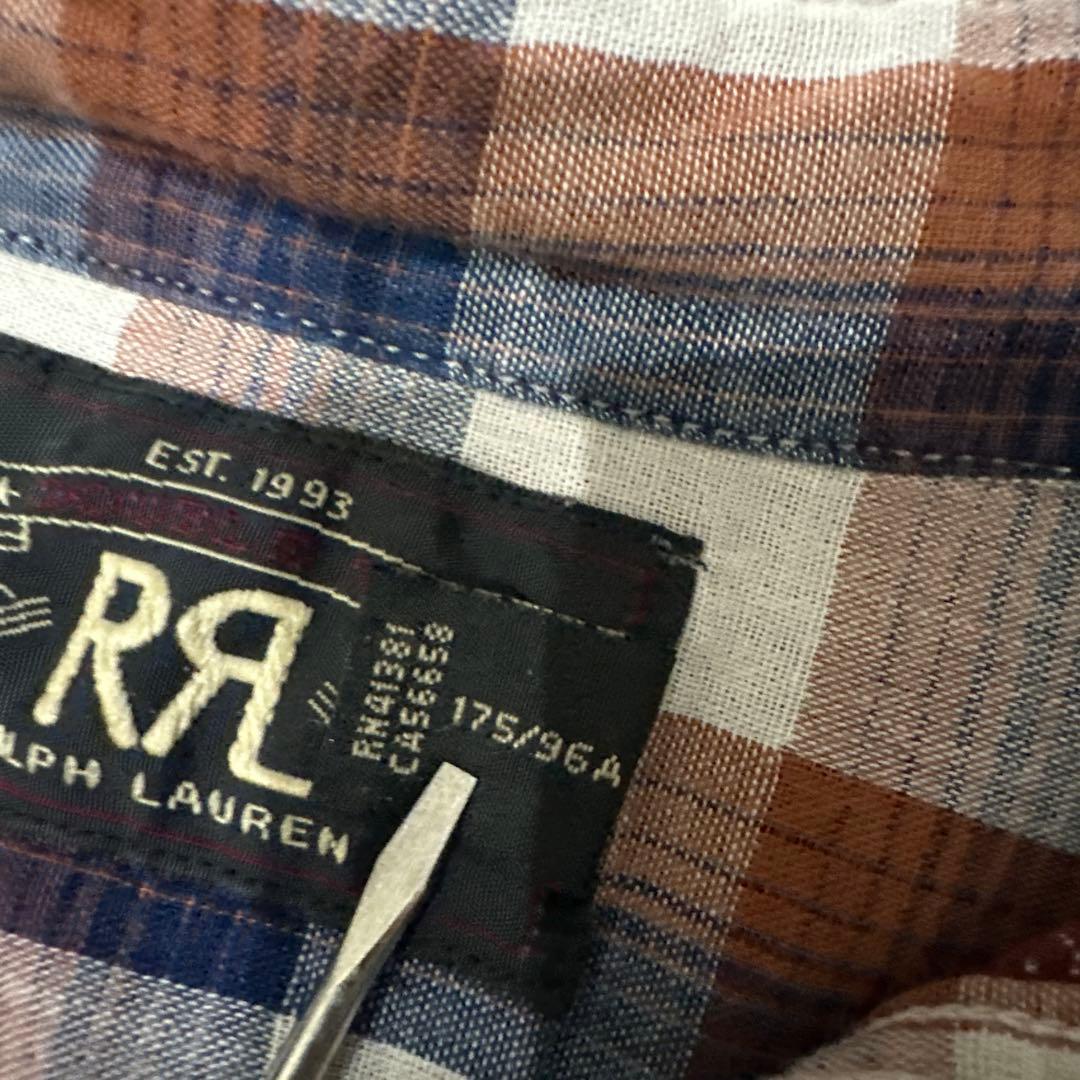 EST. 1993
RRL
RN41381
CA56658
175/96A
LPH LAUREN